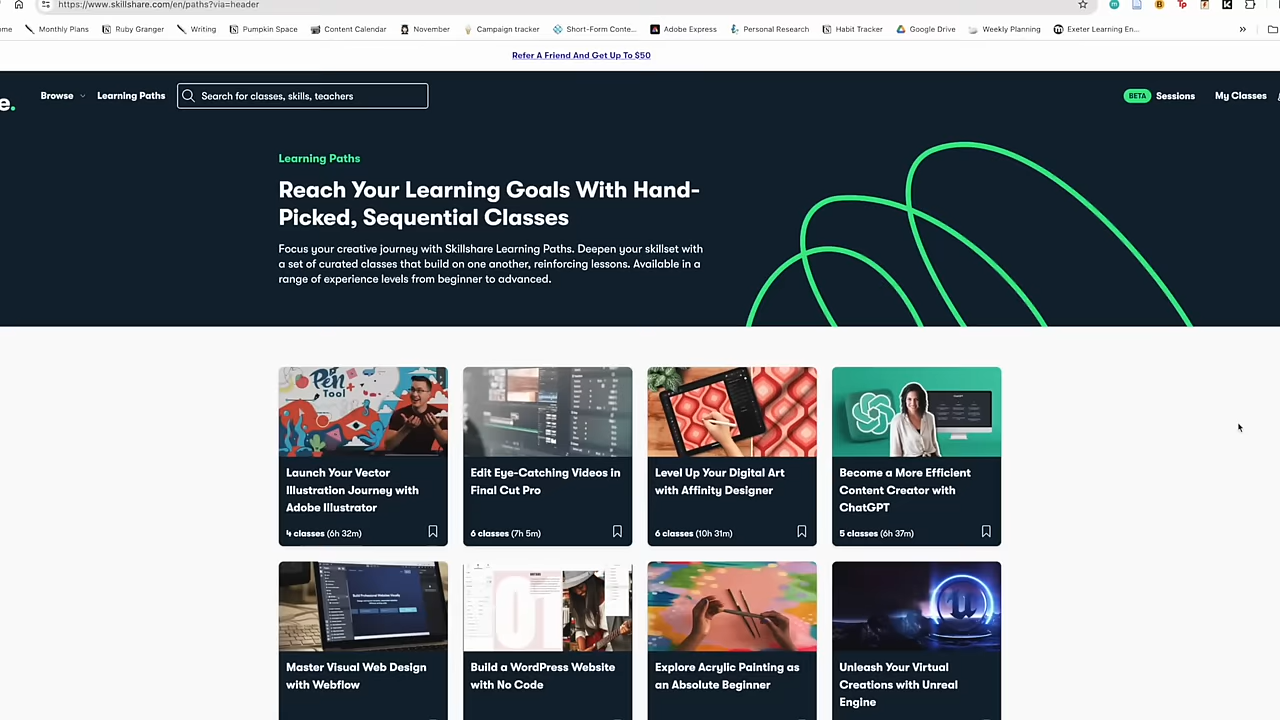 https://www.skillshare.com/en/paths?via=header
me
Monthly Plans
Ruby Granger
Writing
Pumpkin Space
Content Calendar
November
Campaign tracker
Short-Form Conte...
Adobe Express
Personal Research
Habit Tracker
Google Drive
Weekly Planning
Exeter Learning En...
Refer A Friend And Get Up To $50
e.
Browse
Learning Paths
Search for classes, skills, teachers
BETA
Sessions
My Classes
Learning Paths
Reach Your Learning Goals With Hand-
Picked, Sequential Classes
Focus your creative journey with Skillshare Learning Paths. Deepen your skillset with
a set of curated classes that build on one another, reinforcing lessons. Available in a
range of experience levels from beginner to advanced.
Pen
Tool
Launch Your Vector
Illustration Journey with
Adobe Illustrator
4 classes (6h 32m)
Edit Eye-Catching Videos in
Final Cut Pro
6 classes (7h 5m)
Level Up Your Digital Art
with Affinity Designer
6 classes (10h 31m)
Become a More Efficient
Content Creator with
ChatGPT
5 classes (6h 37m)
Build Professional Websites Visually
Master Visual Web Design
with Webflow
Build a WordPress Website
with No Code
Explore Acrylic Painting as
an Absolute Beginner
Unleash Your Virtual
Creations with Unreal
Engine